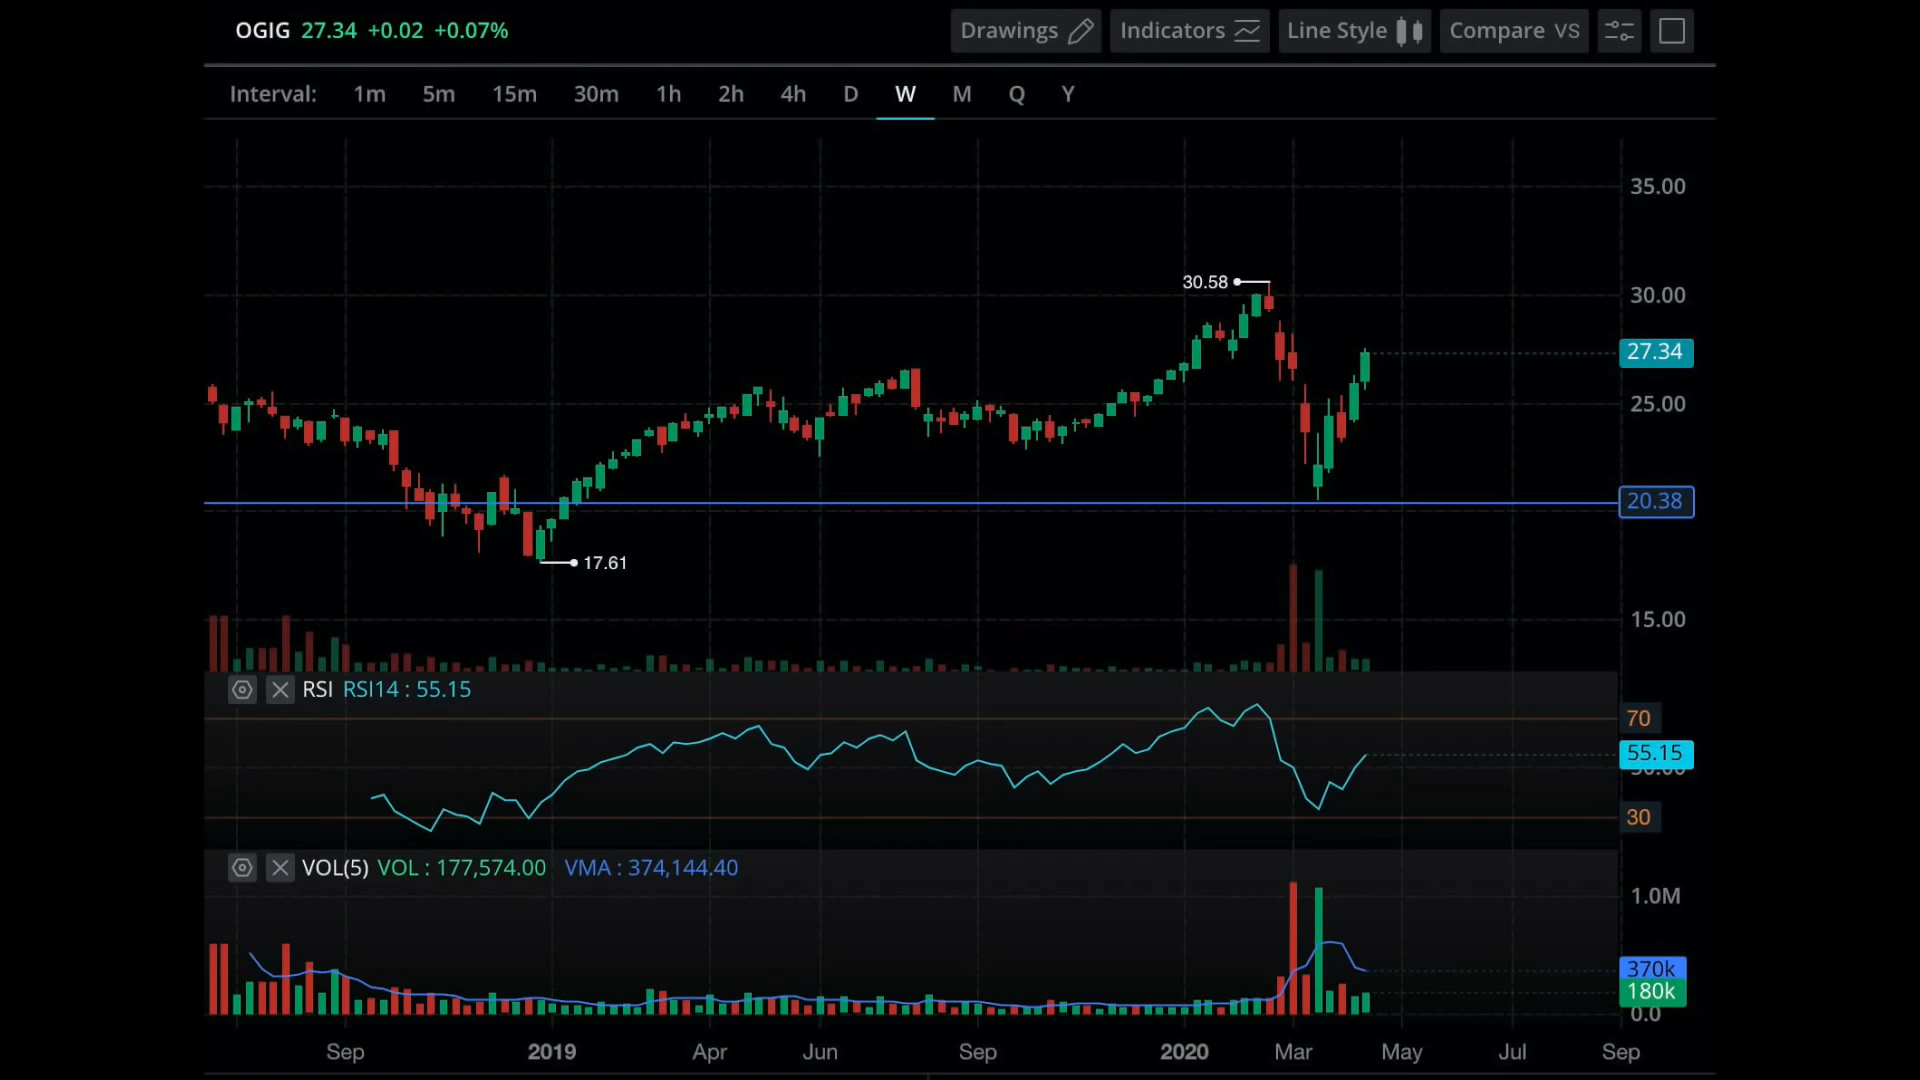 OGIG 27.34 +0.02 +0.07% Drawings Indicators Line Style Compare VS
Interval: 1m 5m 15m 30m 1h 2h 4h D W M Q Y
35.00
30.58
30.00
27.34
25.00
20.38
17.61
15.00
RSI RSI14 : 55.15
70
55.15
30
VOL(5) VOL : 177,574.00 VMA : 374,144.40
1.0M
370k
180k
0.0
Sep 2019 Apr Jun Sep 2020 Mar May Jul Sep